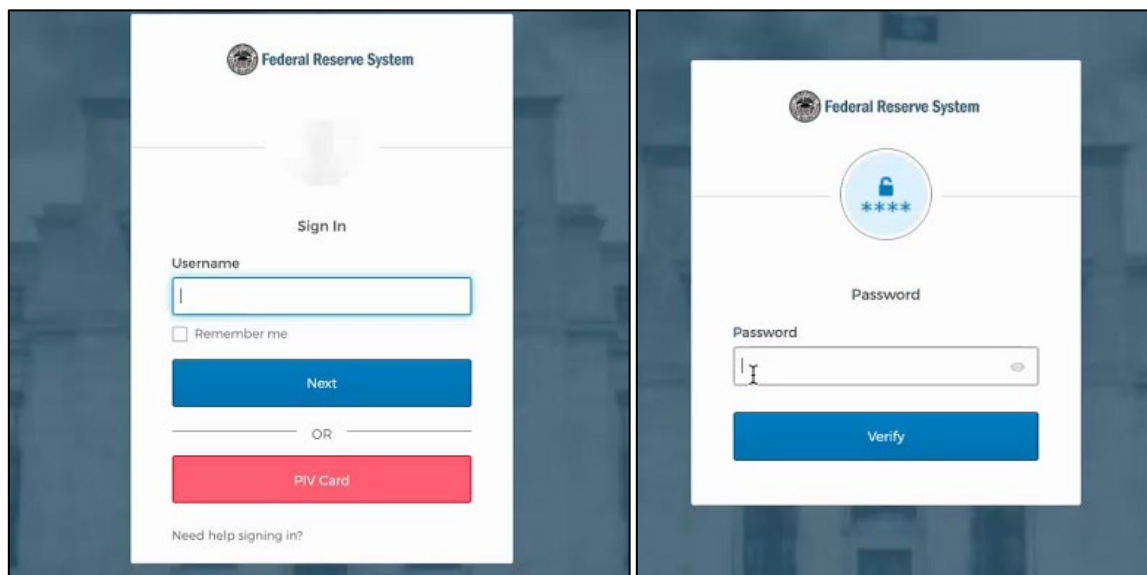 Federal Reserve System
Sign In
Username
Remember me
Next
OR
PIV Card
Need help signing in?
Federal Reserve System
****
Password
Password
Verify